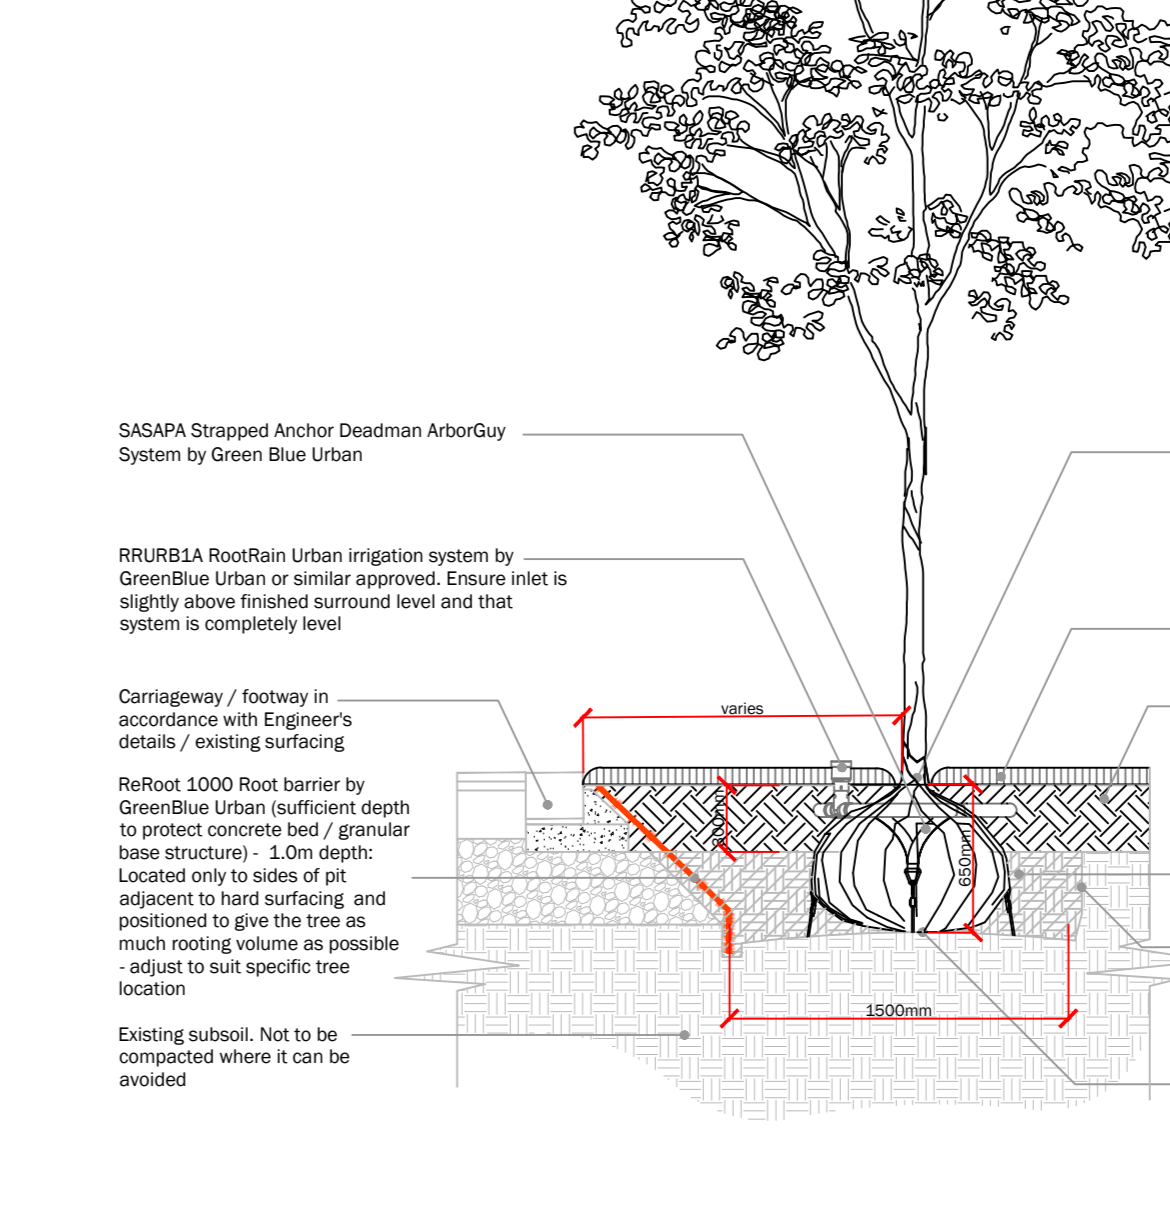 SASAPA Strapped Anchor Deadman ArborGuy
System by Green Blue Urban
RRURB1A RootRain Urban irrigation system by
GreenBlue Urban or similar approved. Ensure inlet is
slightly above finished surround level and that
system is completely level
Carriageway / footway in
accordance with Engineer's
details / existing surfacing
varies
ReRoot 1000 Root barrier by
GreenBlue Urban (sufficient depth
to protect concrete bed / granular
base structure) - 1.0m depth:
Located only to sides of pit
adjacent to hard surfacing and
positioned to give the tree as
much rooting volume as possible
- adjust to suit specific tree
location
650mm
1500mm
Existing subsoil. Not to be
compacted where it can be
avoided